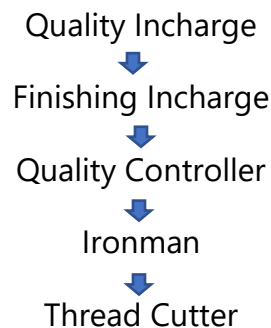 Quality Incharge
Finishing Incharge
Quality Controller
Ironman
Thread Cutter